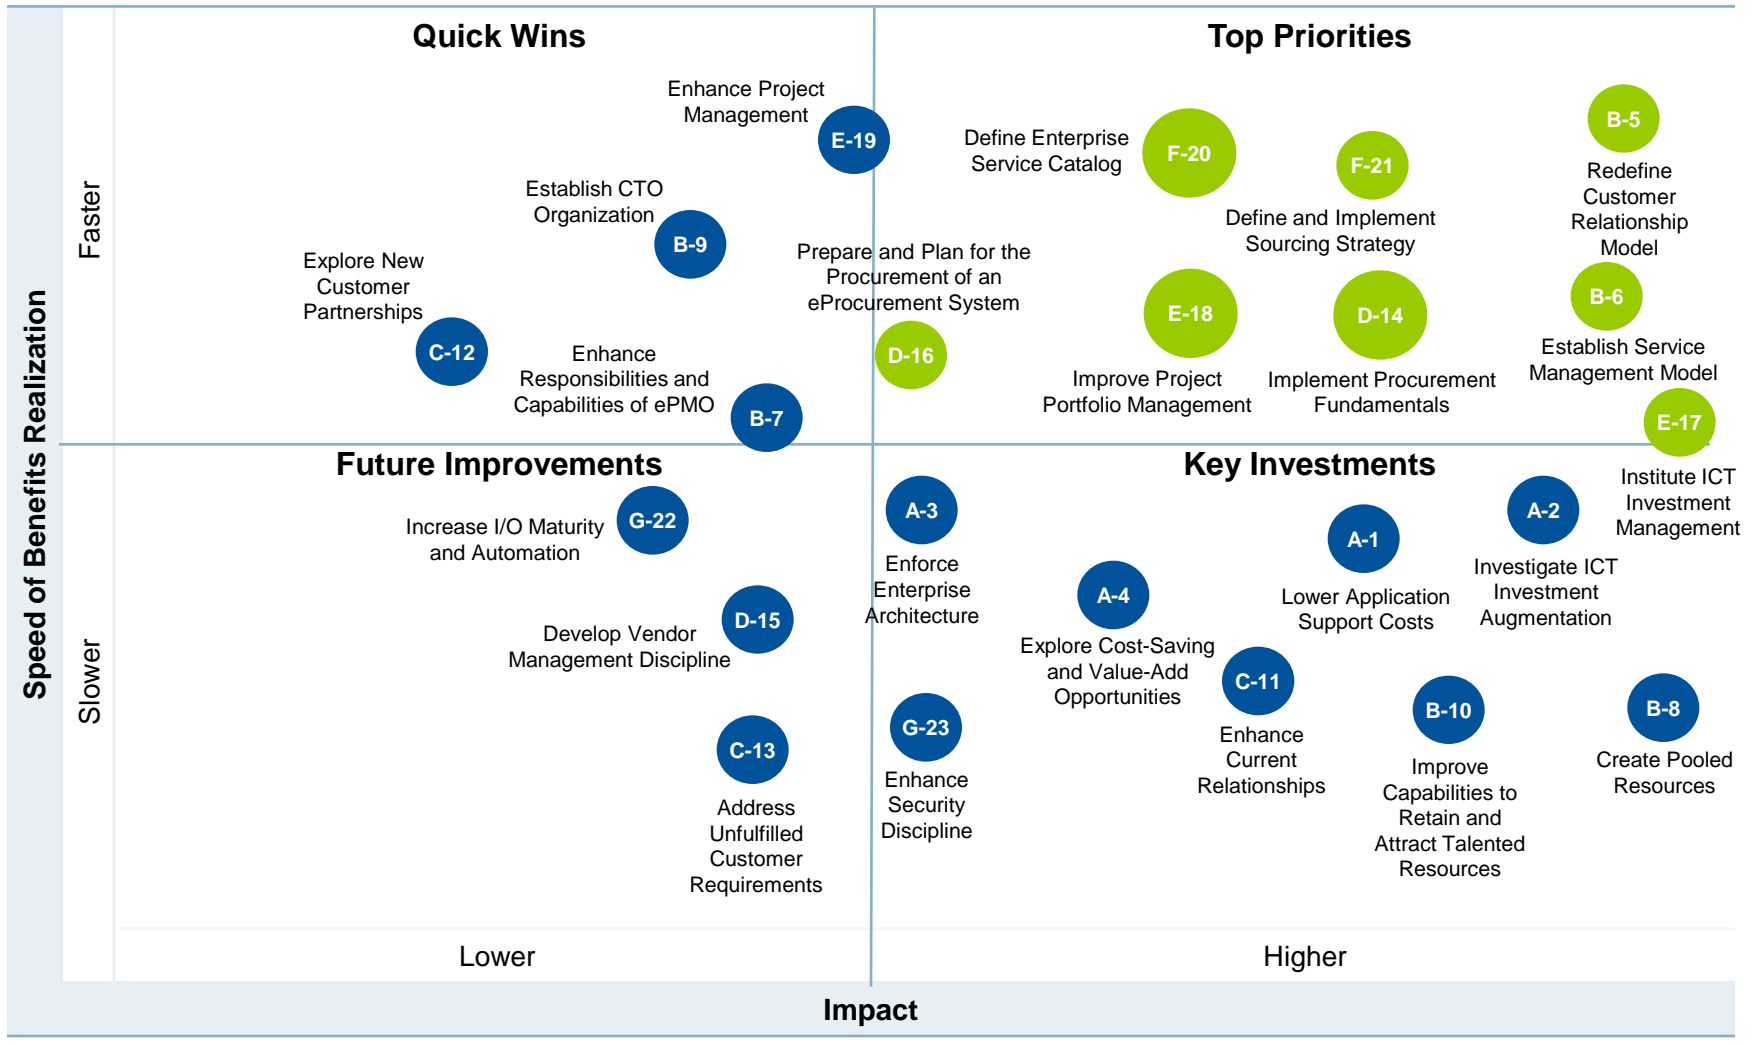 Quick Wins
Top Priorities
Enhance Project
Management
E-19
Define Enterprise
Service Catalog
F-20
F-21
Define and Implement
Sourcing Strategy
B-5
Redefine
Customer
Relationship
Model
Establish CTO
Organization
B-9
Explore New
Customer
Partnerships
C-12
Prepare and Plan for the
Procurement of an
eProcurement System
D-16
E-18
Improve Project
Portfolio Management
D-14
Implement Procurement
Fundamentals
B-6
Establish Service
Management Model
Enhance
Responsibilities and
Capabilities of ePMO
B-7
E-17
Institute ICT
Investment
Management
Faster
Speed of Benefits Realization
Slower
Future Improvements
Key Investments
Increase I/O Maturity
and Automation
G-22
A-3
Enforce
Enterprise
Architecture
A-4
Explore Cost-Saving
and Value-Add
Opportunities
A-1
Lower Application
Support Costs
A-2
Investigate ICT
Investment
Augmentation
Develop Vendor
Management Discipline
D-15
C-13
Address
Unfulfilled
Customer
Requirements
G-23
Enhance
Security
Discipline
C-11
Enhance
Current
Relationships
B-10
Improve
Capabilities to
Retain and
Attract Talented
Resources
B-8
Create Pooled
Resources
Lower
Higher
Impact